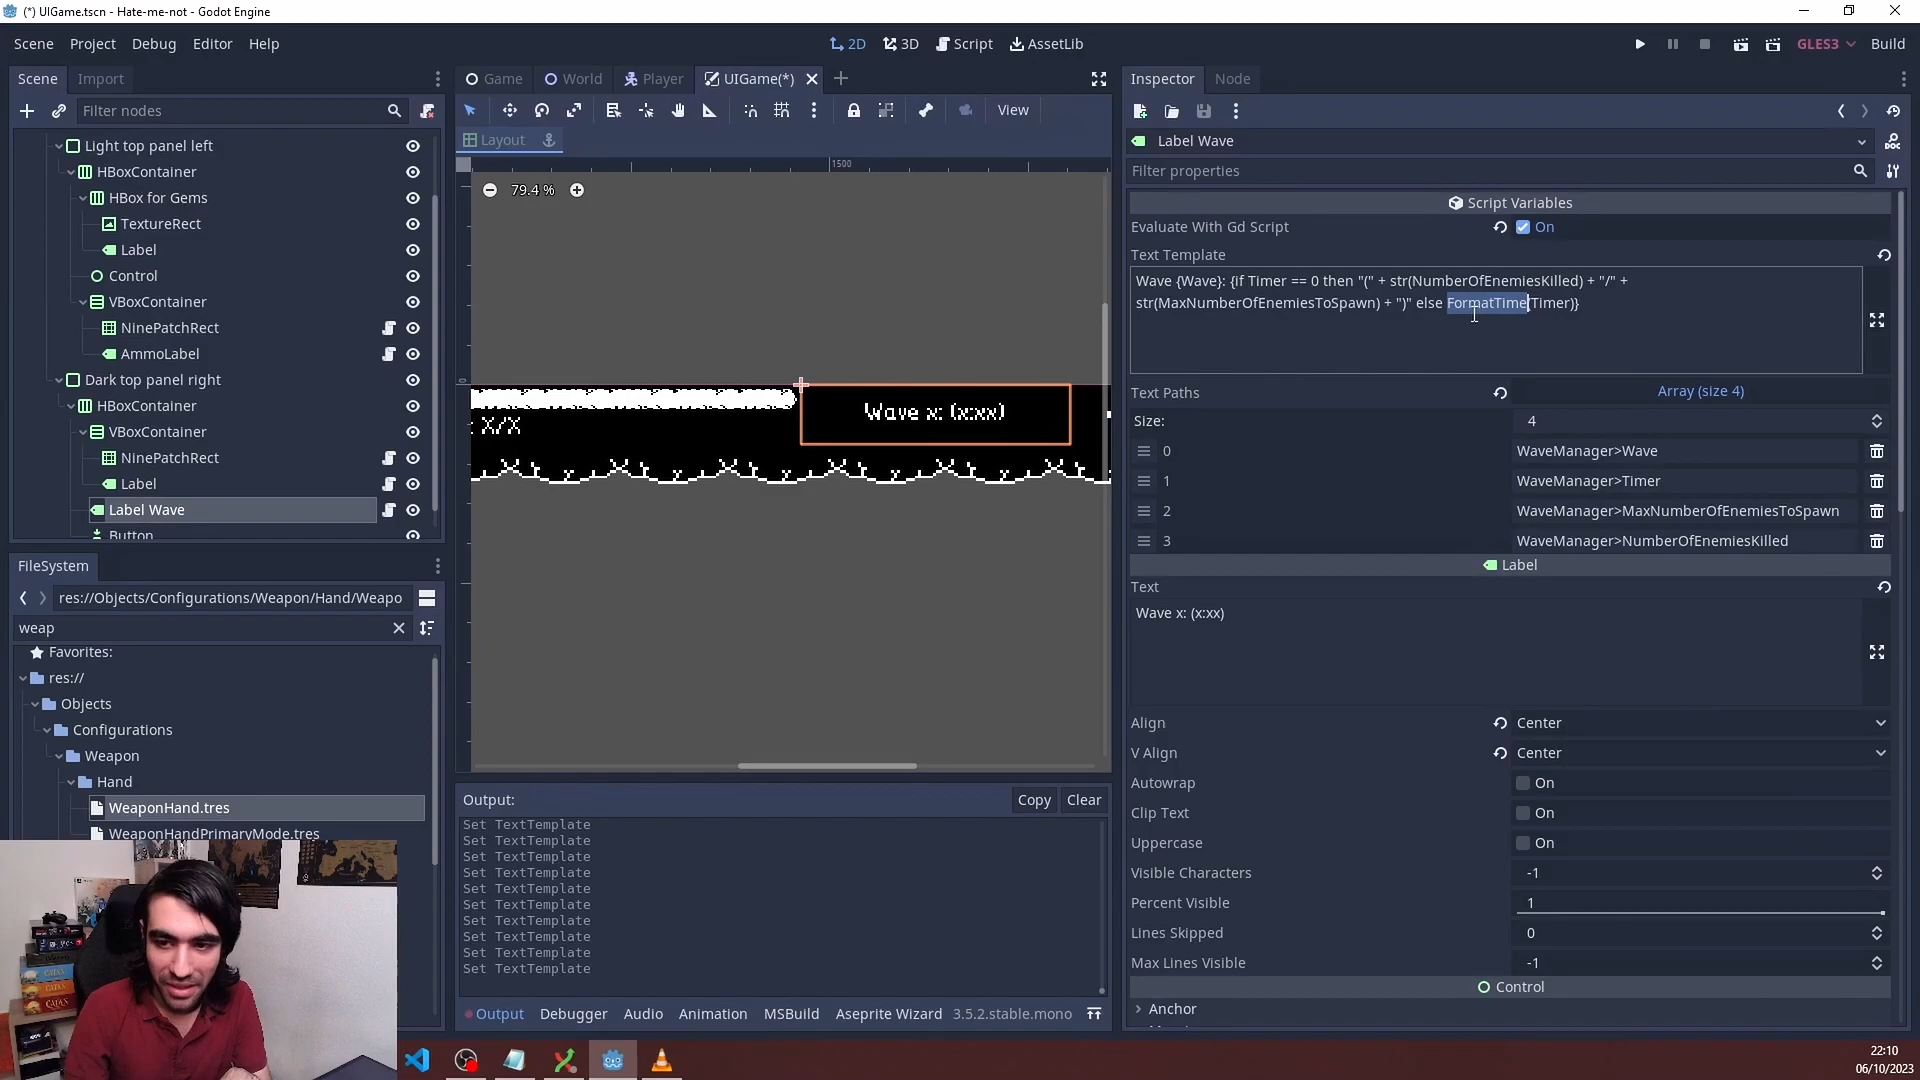 (*) UIGame.tscn - Hate-me-not - Godot Engine
Scene Project Debug Editor Help
2D 3D Script AssetLib
GLES3 Build
Scene Import
Filter nodes
Light top panel left
HBoxContainer
HBox for Gems
TextureRect
Label
Control
VBoxContainer
NinePatchRect
AmmoLabel
Dark top panel right
HBoxContainer
VBoxContainer
NinePatchRect
Label
Label Wave
Button
FileSystem
res://Objects/Configurations/Weapon/Hand/Weapo
weap
Favorites:
res://
Objects
Configurations
Weapon
Hand
WeaponHand.tres
WeaponHandPrimaryMode.tres
Game World Player UIGame(*)
View
Layout
1500
0
79.4 %
X/X
Wave x: (x:xx)
Output:
Copy Clear
Set TextTemplate
Set TextTemplate
Set TextTemplate
Set TextTemplate
Set TextTemplate
Set TextTemplate
Set TextTemplate
Set TextTemplate
Set TextTemplate
Set TextTemplate
Output Debugger Audio Animation MSBuild Aseprite Wizard 3.5.2.stable.mono
Inspector Node
Label Wave
Filter properties
Script Variables
Evaluate With Gd Script On
Text Template
Wave {Wave}: {if Timer == 0 then "(" + str(NumberOfEnemiesKilled) + "/" +
str(MaxNumberOfEnemiesToSpawn) + ")" else FormatTime(Timer)}
Text Paths Array (size 4)
Size: 4
0 WaveManager>Wave
1 WaveManager>Timer
2 WaveManager>MaxNumberOfEnemiesToSpawn
3 WaveManager>NumberOfEnemiesKilled
Label
Text
Wave x: (x:xx)
Align Center
V Align Center
Autowrap On
Clip Text On
Uppercase On
Visible Characters -1
Percent Visible 1
Lines Skipped 0
Max Lines Visible -1
Control
Anchor
CATAN
22:10
06/10/2023